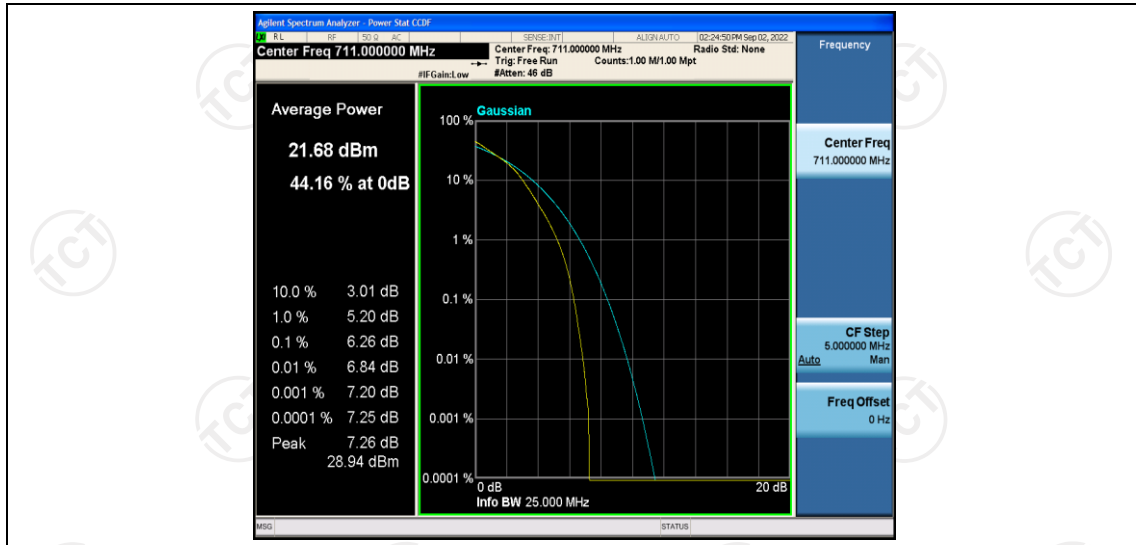 Agilent Spectrum Analyzer - Power Stat CCDF
RL RF 50 Ω AC SENSE:INT ALIGN AUTO 02:24:50 PM Sep 02, 2022
Center Freq 711.000000 MHz
Center Freq: 711.000000 MHz Radio Std: None
Trig: Free Run Counts:1.00 M/1.00 Mpt
#IFGain:Low #Atten: 46 dB
Frequency
Average Power
21.68 dBm
44.16 % at 0dB
10.0 % 3.01 dB
1.0 % 5.20 dB
0.1 % 6.26 dB
0.01 % 6.84 dB
0.001 % 7.20 dB
0.0001 % 7.25 dB
Peak 7.26 dB
28.94 dBm
Gaussian
100 %
10 %
1 %
0.1 %
0.01 %
0.001 %
0.0001 %
0 dB 20 dB
Info BW 25.000 MHz
Center Freq
711.000000 MHz
CF Step
5.000000 MHz
Auto Man
Freq Offset
0 Hz
MSG STATUS
TCT
TCT
TCT
TCT
TCT
TCT